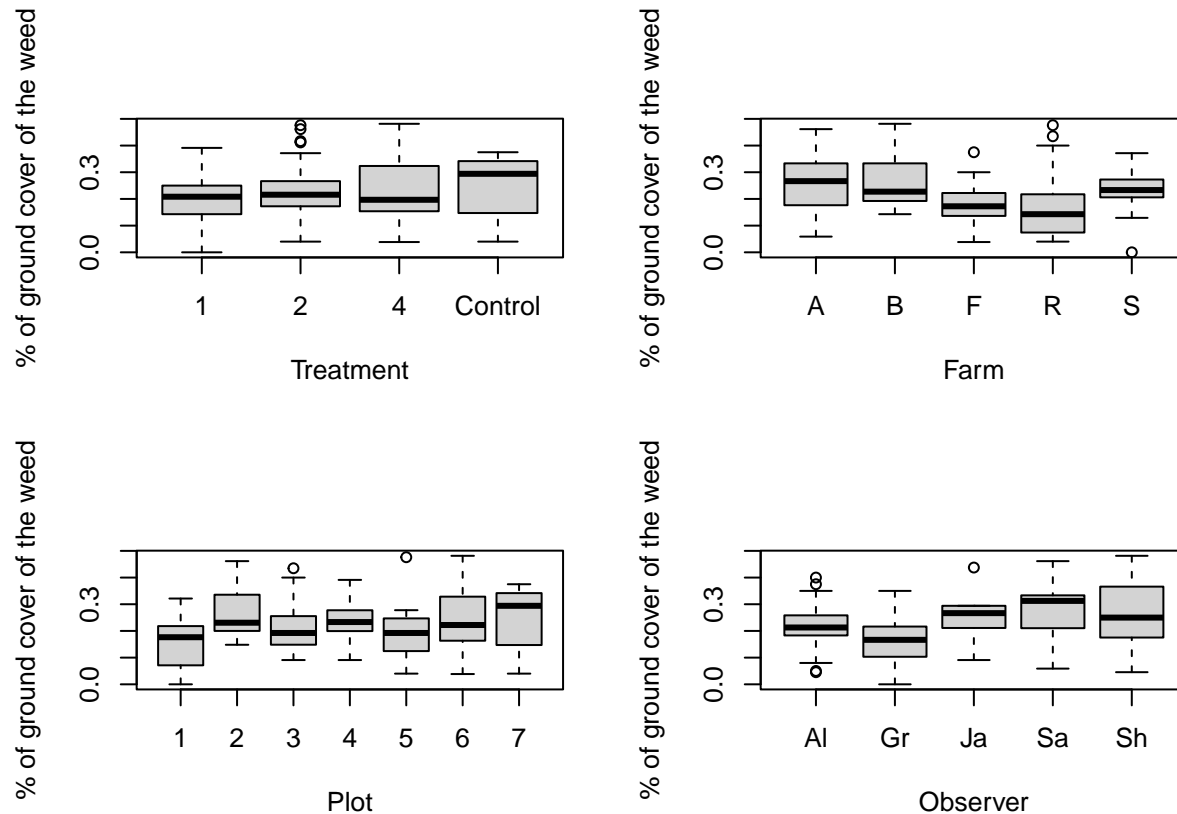 % of ground cover of the weed
0.0
0.3
1 2 4 Control
Treatment
% of ground cover of the weed
0.0
0.3
A B F R S
Farm
% of ground cover of the weed
0.0
0.3
1 2 3 4 5 6 7
Plot
% of ground cover of the weed
0.0
0.3
Al Gr Ja Sa Sh
Observer